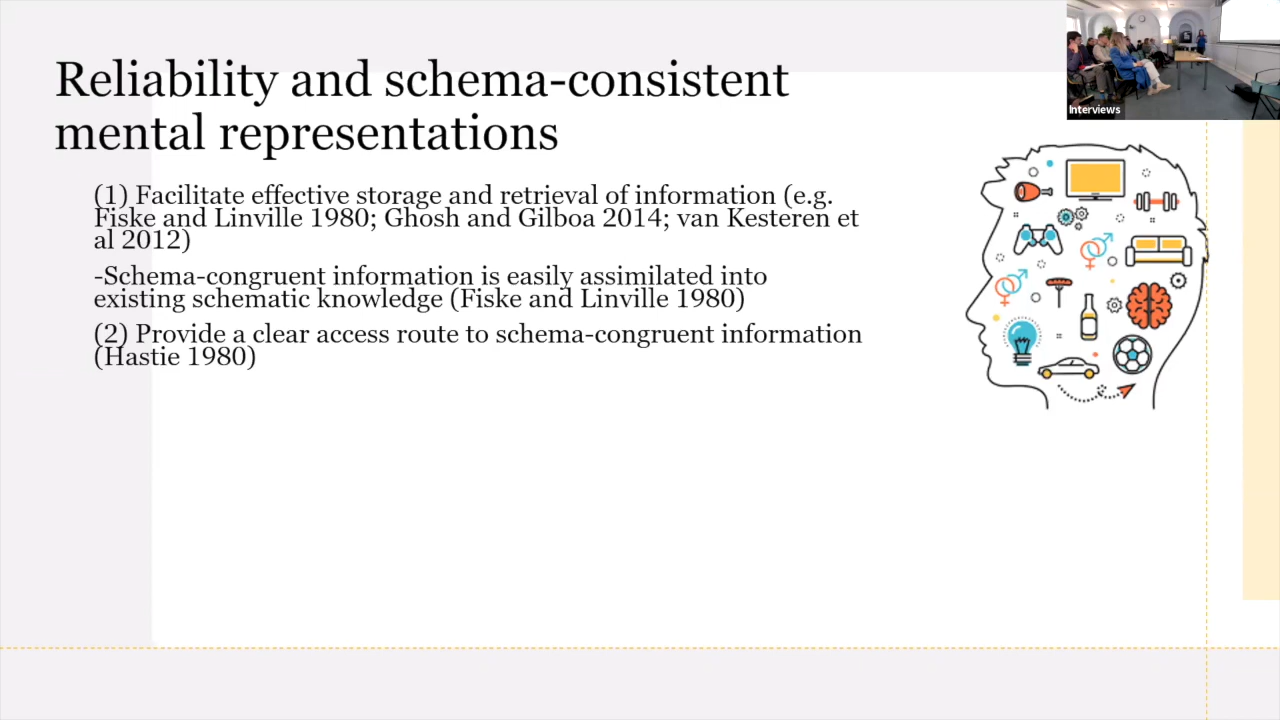 Reliability and schema-consistent
mental representations
(1) Facilitate effective storage and retrieval of information (e.g.
Fiske and Linville 1980; Ghosh and Gilboa 2014; van Kesteren et
al 2012)
-Schema-congruent information is easily assimilated into
existing schematic knowledge (Fiske and Linville 1980)
(2) Provide a clear access route to schema-congruent information
(Hastie 1980)
Interviews